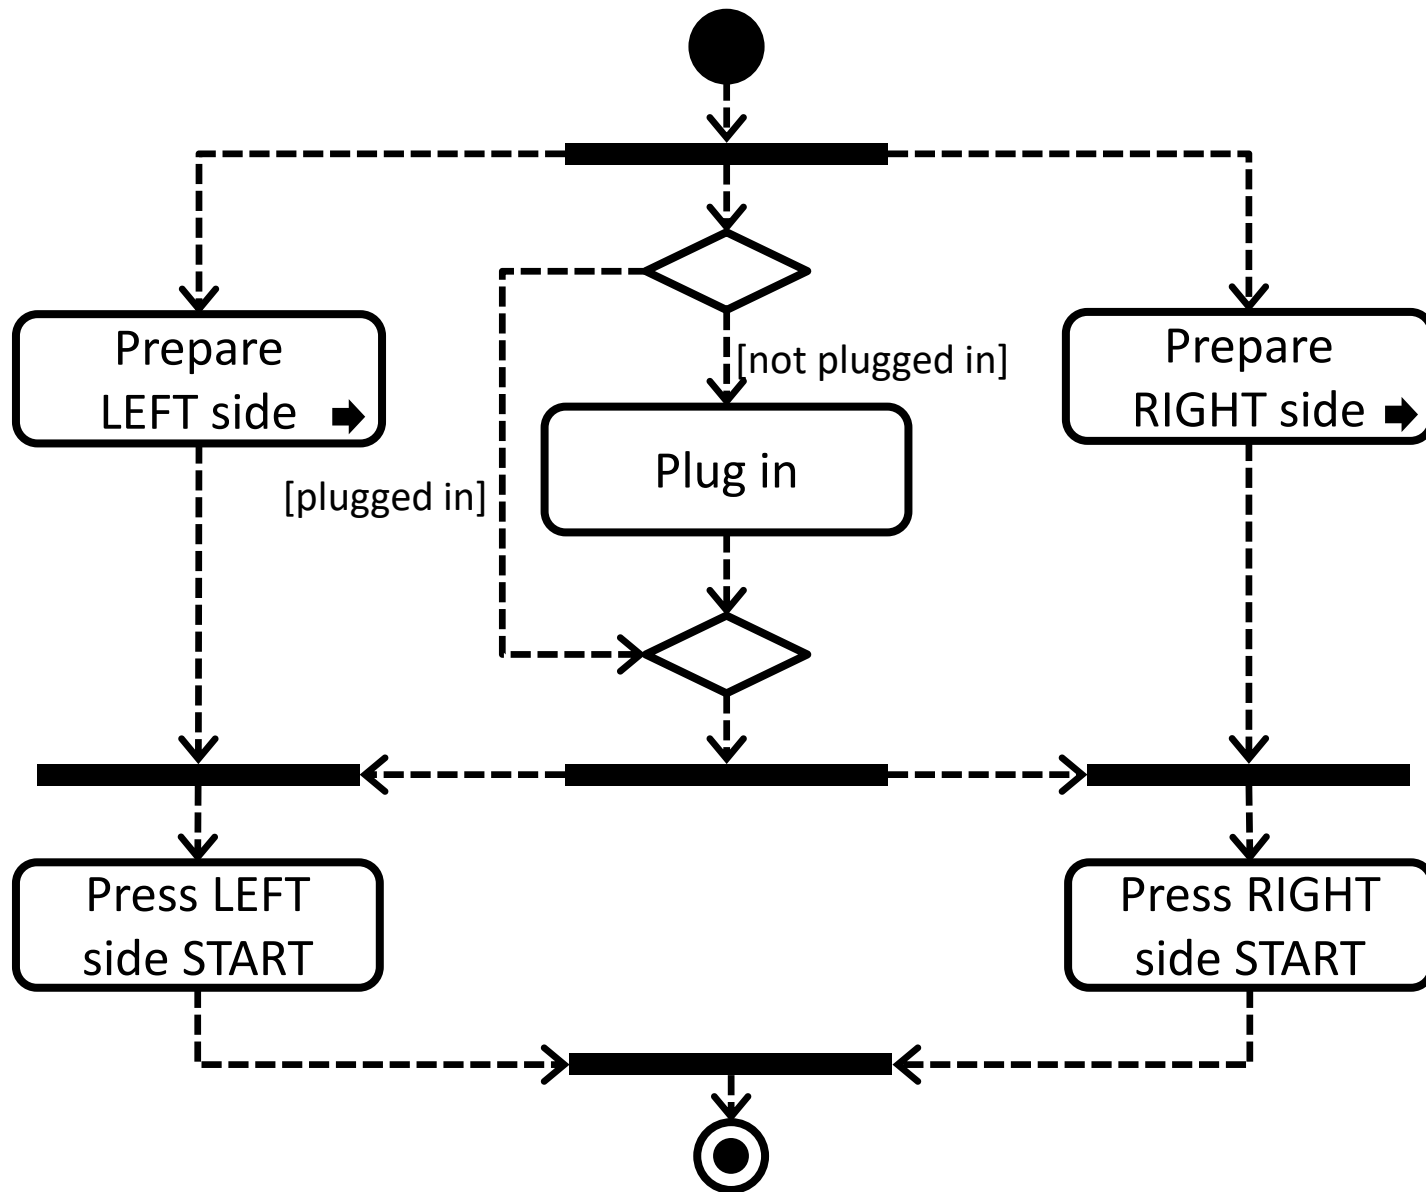 Prepare
LEFT side
[not plugged in]
Prepare
RIGHT side
[plugged in]
Plug in
Press LEFT
side START
Press RIGHT
side START